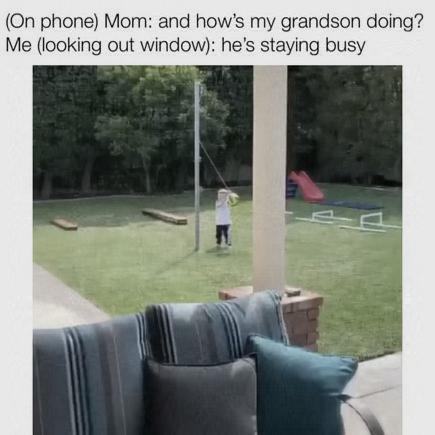 (On phone) Mom: and how’s my grandson doing?
Me (looking out window): he’s staying busy